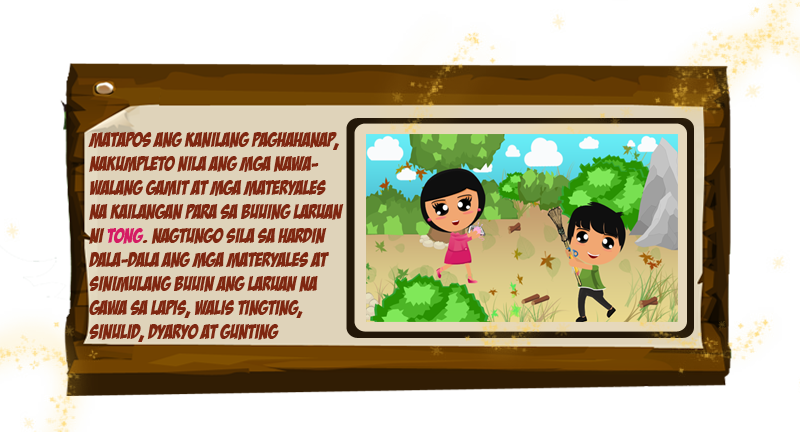 MATAPOS ANG KANILANG PAGHAHANAP,
NAKUMPLETO NILA ANG MGA NAWA-
WALANG GAMIT AT MGA MATERYALES
NA KAILANGAN PARA SA BUUING LARUAN
NI TONG. NAGTUNGO SILA SA HARDIN
DALA-DALA ANG MGA MATERYALES AT
SINIMULANG BUUIN ANG LARUAN NA
GAWA SA LAPIS, WALIS TINGTING,
SINULID, DYARYO AT GUNTING